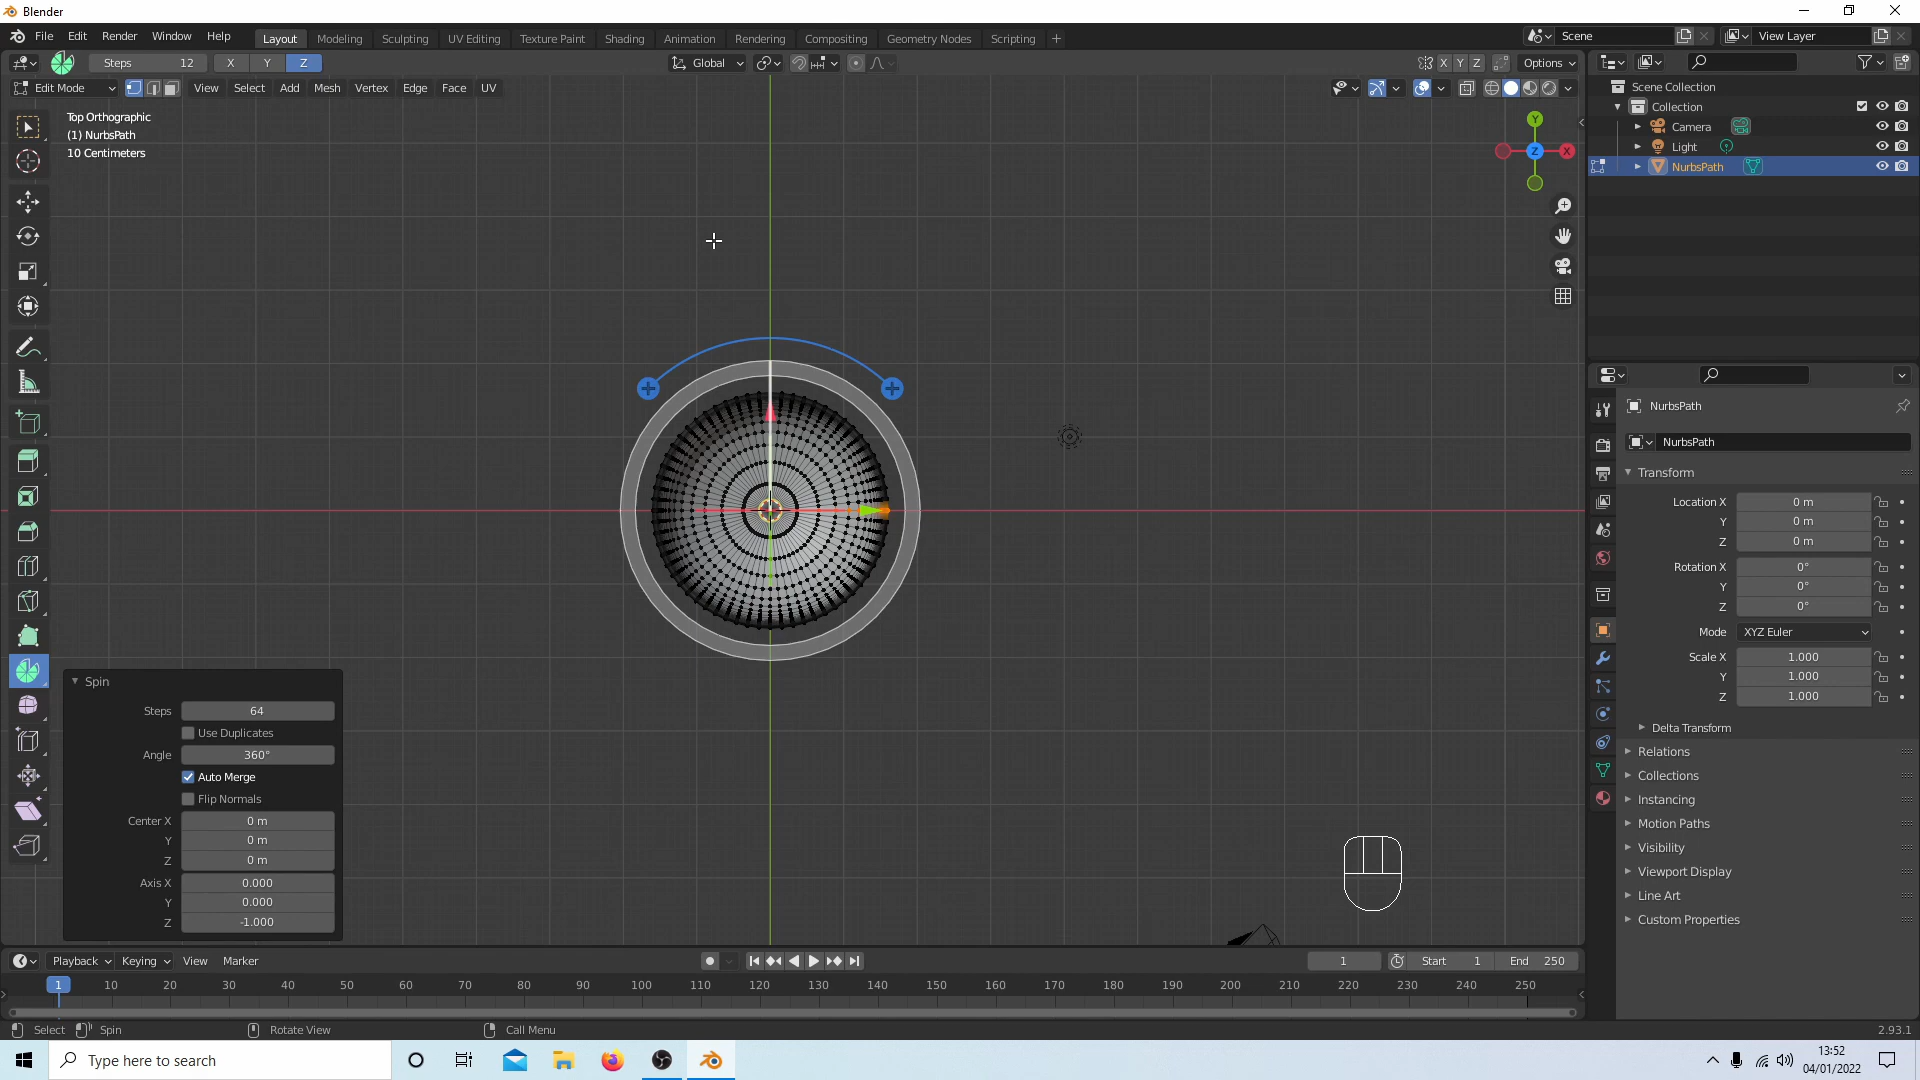 Blender
File Edit Render Window Help Layout Modeling Sculpting UV Editing Texture Paint Shading Animation Rendering Compositing Geometry Nodes Scripting + Scene View Layer
Steps 12 X Y Z Global X Y Z Options
Edit Mode View Select Add Mesh Vertex Edge Face UV
Top Orthographic
(1) NurbsPath
10 Centimeters
Y
Z X
Scene Collection
Collection
Camera
Light
NurbsPath
NurbsPath
NurbsPath
Transform
Location X 0 m
Y 0 m
Z 0 m
Rotation X 0°
Y 0°
Z 0°
Mode XYZ Euler
Scale X 1.000
Y 1.000
Z 1.000
Delta Transform
Relations
Collections
Instancing
Motion Paths
Visibility
Viewport Display
Line Art
Custom Properties
Spin
Steps 64
Use Duplicates
Angle 360°
Auto Merge
Flip Normals
Center X 0 m
Y 0 m
Z 0 m
Axis X 0.000
Y 0.000
Z -1.000
Playback Keying View Marker 1 Start 1 End 250
1 10 20 30 40 50 60 70 80 90 100 110 120 130 140 150 160 170 180 190 200 210 220 230 240 250
Select Spin Rotate View Call Menu 2.93.1
Type here to search
13:52
04/01/2022